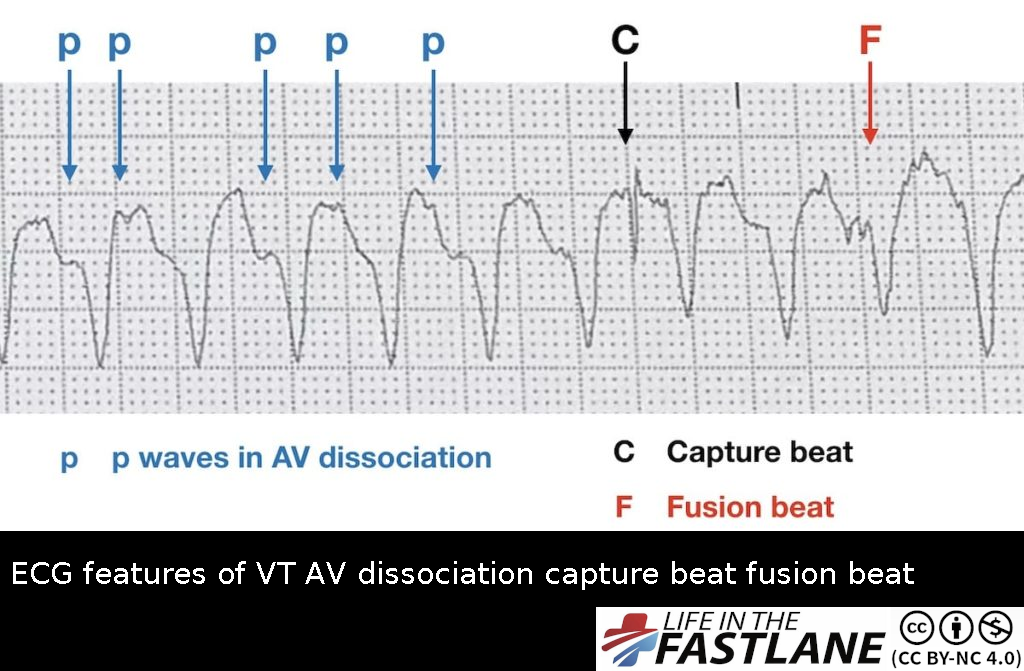 p p p p p C F
p p waves in AV dissociation
C Capture beat
F Fusion beat
ECG features of VT AV dissociation capture beat fusion beat
LIFE IN THE
FASTLANE
cc
(CC BY-NC 4.0)